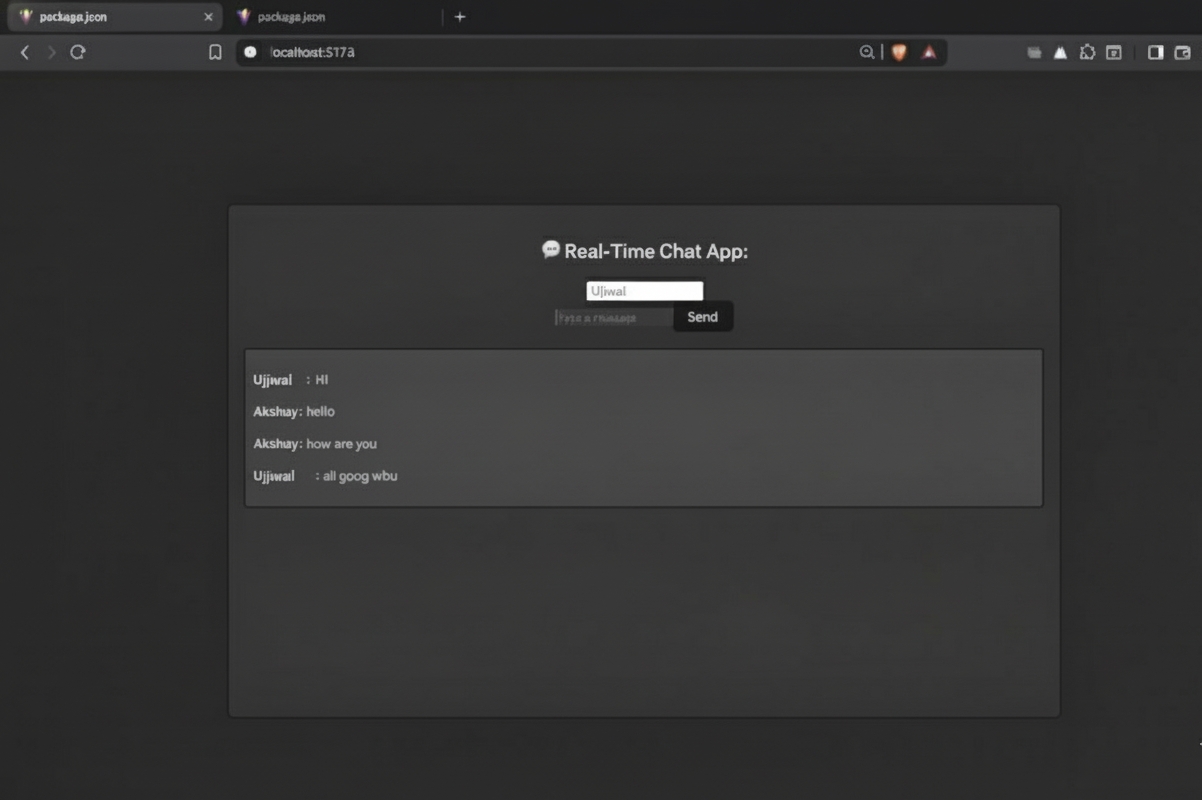 package.json package.json
localhost:5173
Real-Time Chat App:
Ujjwal
Type a message Send
Ujjwal : HI
Akshay: hello
Akshay: how are you
Ujjwal : all goog wbu